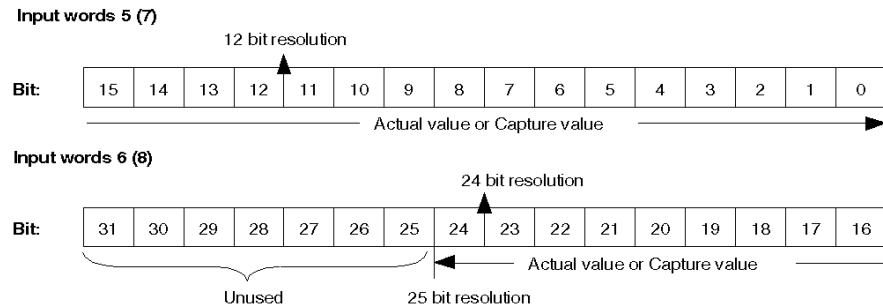 Input words 5 (7)
12 bit resolution
Bit: 15 14 13 12 11 10 9 8 7 6 5 4 3 2 1 0
Actual value or Capture value
Input words 6 (8)
24 bit resolution
Bit: 31 30 29 28 27 26 25 24 23 22 21 20 19 18 17 16
Actual value or Capture value
Unused
25 bit resolution